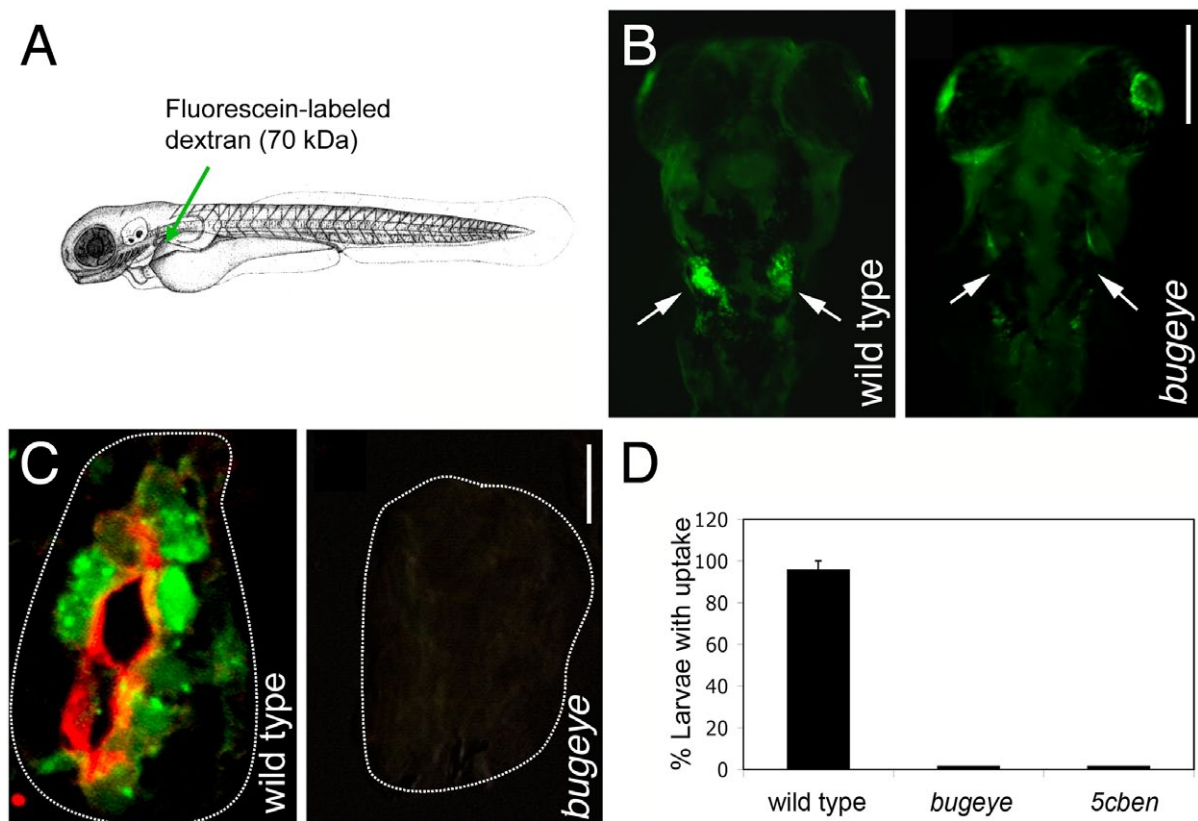 A
Fluorescein-labeled
dextran (70 kDa)
B
wild type
bugeye
C
wild type
bugeye
D
% Larvae with uptake
120
100
80
60
40
20
0
wild type
bugeye
5cben